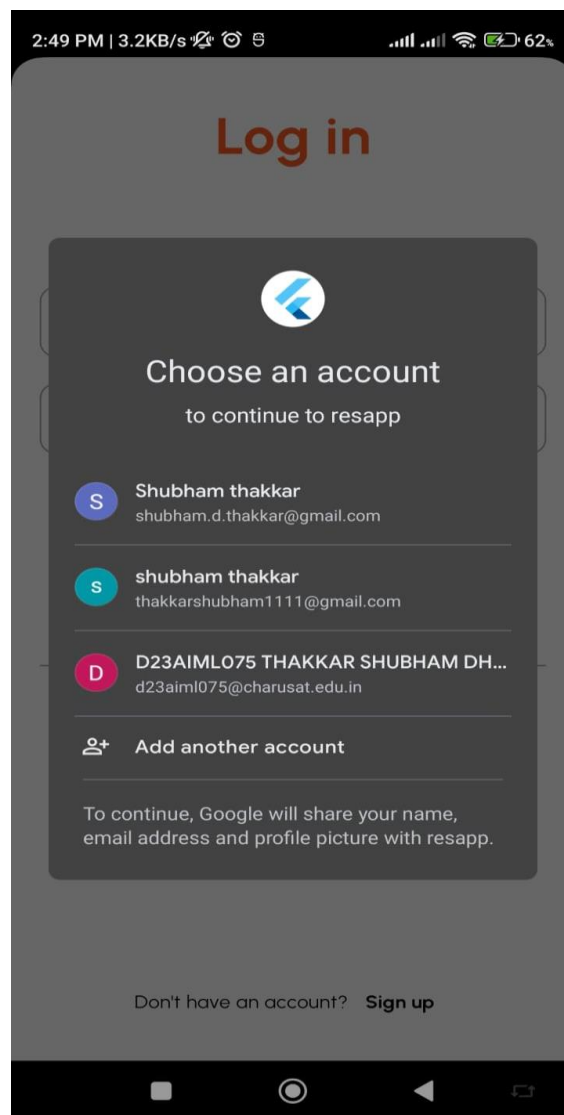 2:49 PM | 3.2KB/s 62%
Log in
Choose an account
to continue to resapp
S Shubham thakkar
shubham.d.thakkar@gmail.com
s shubham thakkar
thakkarshubham1111@gmail.com
D D23AIML075 THAKKAR SHUBHAM DH...
d23aiml075@charusat.edu.in
Add another account
To continue, Google will share your name,
email address and profile picture with resapp.
Don't have an account? Sign up